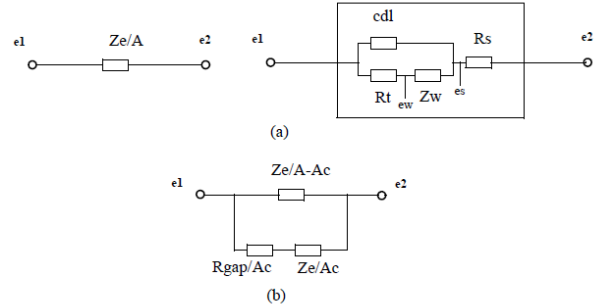 cdl
e1
Ze/A
e2
e1
Rs
e2
Rt
ew
Zw
es
(a)
Ze/A-Ac
e1
e2
Rgap/Ac
Ze/Ac
(b)